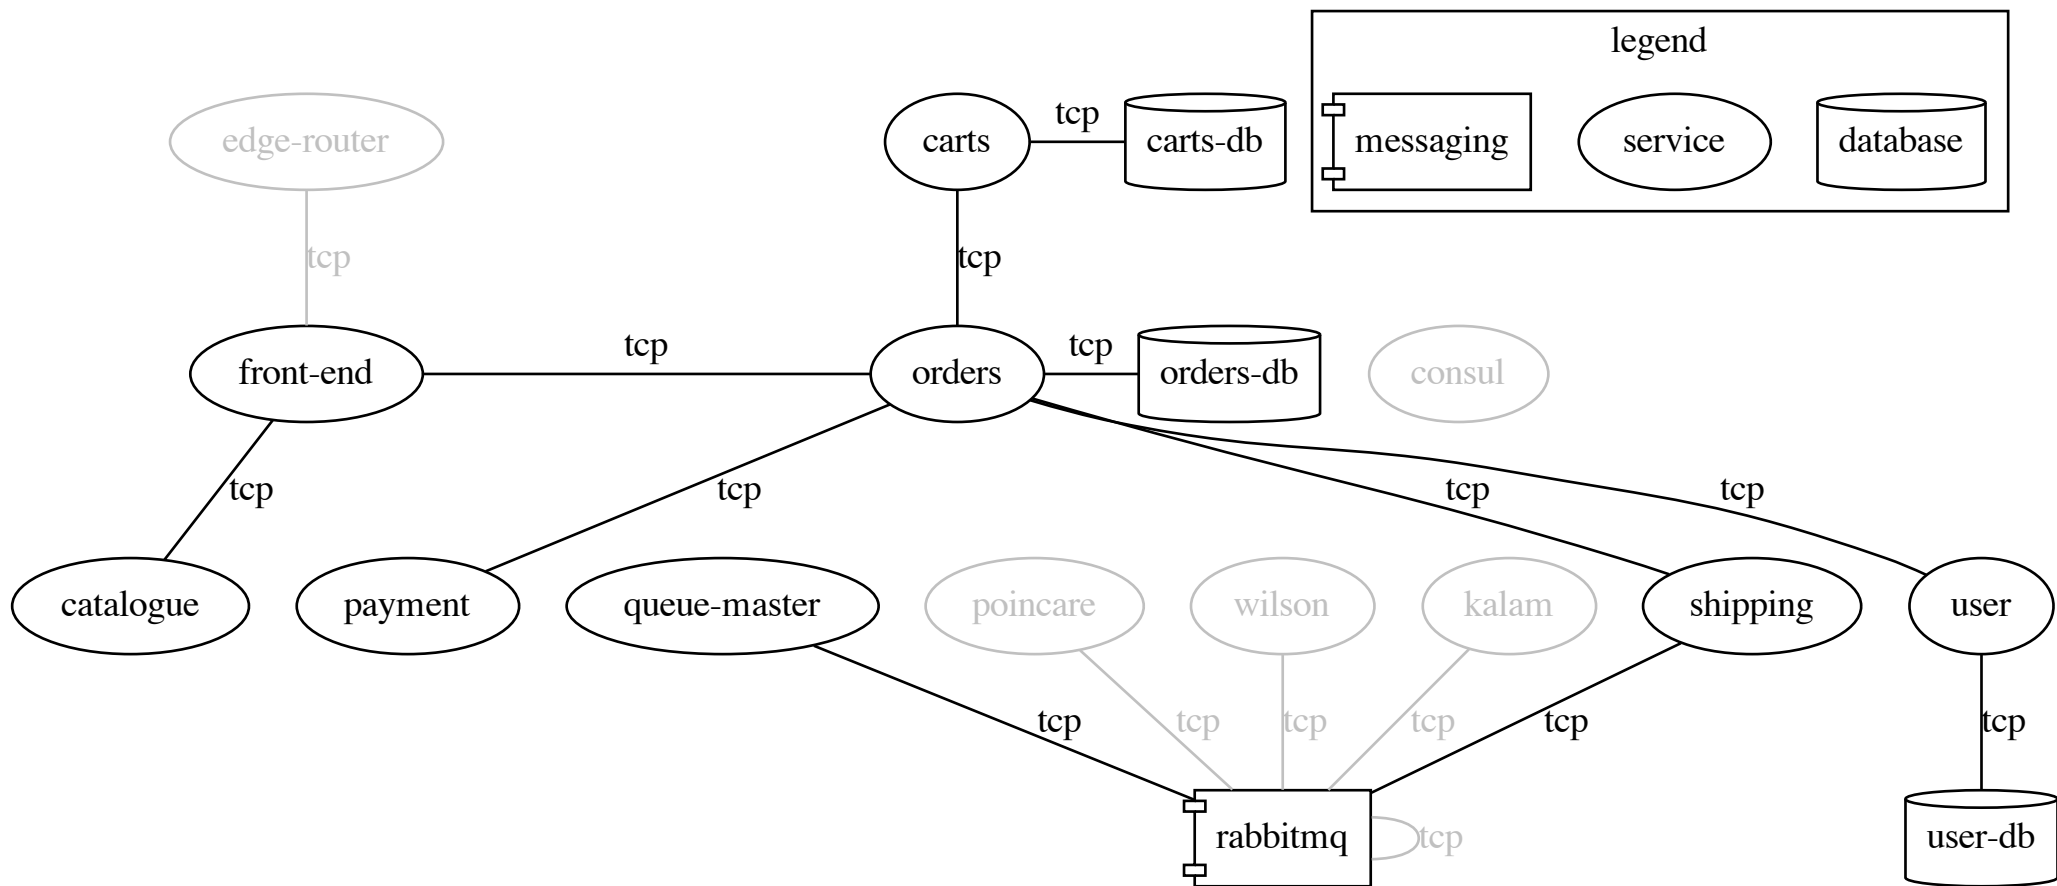 legend
edge-router
carts
tcp
carts-db
messaging
service
database
tcp
tcp
front-end
tcp
orders
tcp
orders-db
consul
tcp
tcp
tcp
tcp
catalogue
payment
queue-master
poincare
wilson
kalam
shipping
user
tcp
tcp
tcp
tcp
tcp
tcp
rabbitmq
tcp
user-db